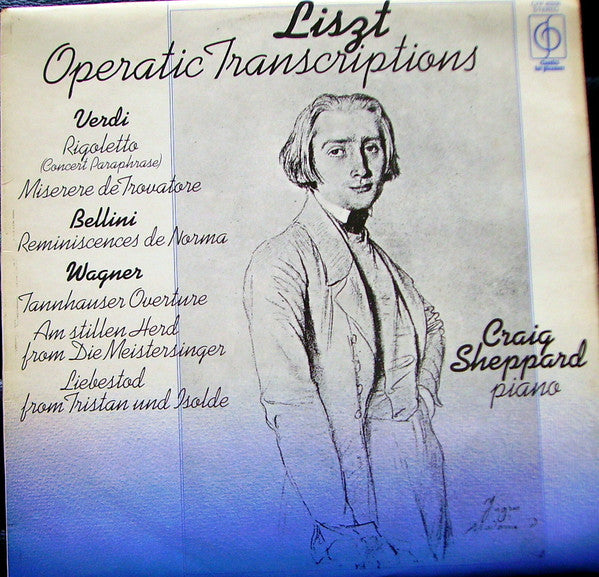 Liszt
Operatic Transcriptions
Verdi
Rigoletto
(Concert Paraphrase)
Miserere de Trovatore
Bellini
Reminiscences de Norma
Wagner
Tannhauser Overture
Am stillen Herd
from Die Meistersinger
Liebestod
from Tristan und Isolde
Craig
Sheppard
piano
STEREO